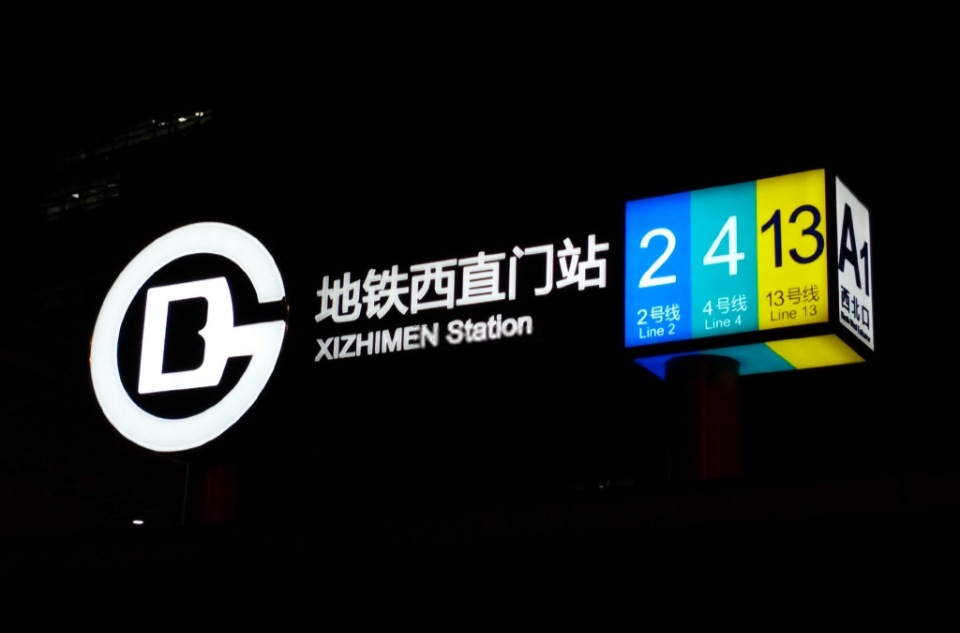 地铁西直门站
XIZHIMEN Station
2
2号线
Line 2
4
4号线
Line 4
13
13号线
Line 13
A1
西北口